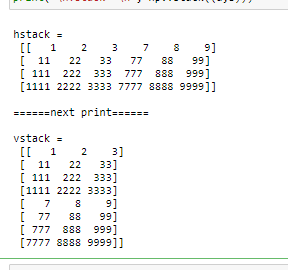 hstack =
[[   1    2    3    7    8    9]
[  11   22   33   77   88   99]
[ 111  222  333  777  888  999]
[1111 2222 3333 7777 8888 9999]]
======next print======
vstack =
[[   1    2    3]
[  11   22   33]
[ 111  222  333]
[1111 2222 3333]
[   7    8    9]
[  77   88   99]
[ 777  888  999]
[7777 8888 9999]]